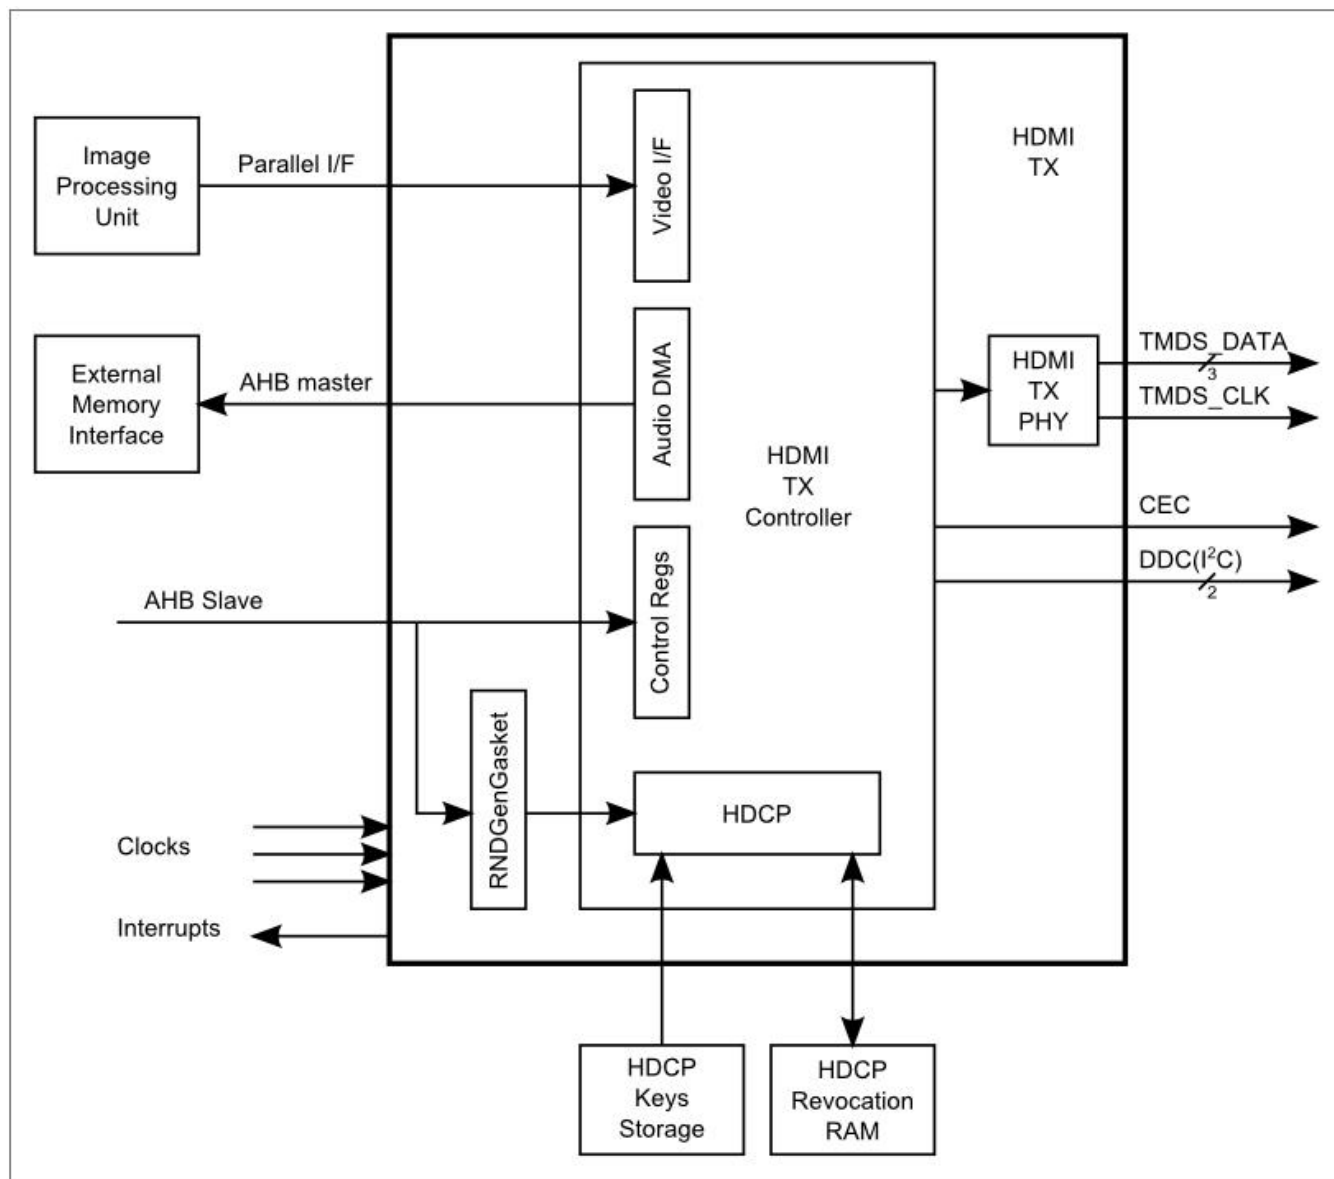 HDMI
TX
Image
Processing
Unit
Parallel I/F
Video I/F
External
Memory
Interface
AHB master
Audio DMA
HDMI
TX
Controller
HDMI
TX
PHY
TMDS_DATA
3
TMDS_CLK
CEC
DDC(I²C)
2
AHB Slave
Control Regs
RNDGenGasket
HDCP
Clocks
Interrupts
HDCP
Keys
Storage
HDCP
Revocation
RAM